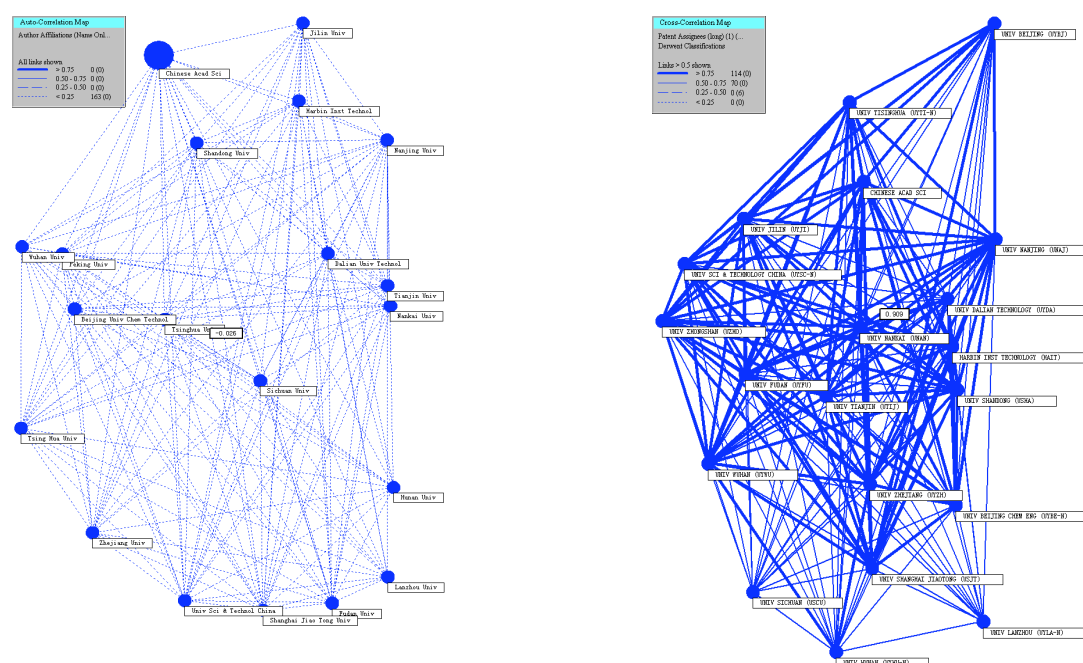 Auto-Correlation Map
Author Affiliations (Name Onl...
All links shown
> 0.75 0 (0)
0.50 - 0.75 0 (0)
0.25 - 0.50 0 (0)
< 0.25 163 (0)
Jilin Univ
Chinese Acad Sci
Harbin Inst Technol
Shandong Univ
Nanjing Univ
Wuhan Univ
Peking Univ
Dalian Univ Technol
Tianjin Univ
Nankai Univ
Beijing Univ Chem Technol
Tsinghua Un
-0.026
Sichuan Univ
Tsing Hua Univ
Hunan Univ
Zhejiang Univ
Lanzhou Univ
Univ Sci & Technol China
Fudan Univ
Shanghai Jiao Tong Univ
Cross-Correlation Map
Patent Assignees (long) (1) (...
Derwent Classifications
Links > 0.5 shown
> 0.75 114 (0)
0.50 - 0.75 70 (0)
0.25 - 0.50 0 (6)
< 0.25 0 (0)
UNIV BEIJING (UYBJ)
UNIV TISINGHUA (UYTI-N)
CHINESE ACAD SCI
UNIV JILIN (UYJI)
UNIV NANJING (UNAJ)
UNIV SCI & TECHNOLOGY CHINA (UYSC-N)
UNIV DALIAN TECHNOLOGY (UYDA)
0.909
UNIV ZHONGSHAN (UZHO)
UNIV NANKAI (UNAN)
HARBIN INST TECHNOLOGY (HAIT)
UNIV FUDAN (UYFU)
UNIV TIANJIN (UTIJ)
UNIV SHANDONG (USHA)
UNIV WUHAN (UYWU)
UNIV ZHEJIANG (UYZH)
UNIV BEIJING CHEM ENG (UYBE-N)
UNIV SHANGHAI JIAOTONG (USJT)
UNIV SICHUAN (USCU)
UNIV LANZHOU (UYLA-N)
UNIV HUNAN (UYHU-N)